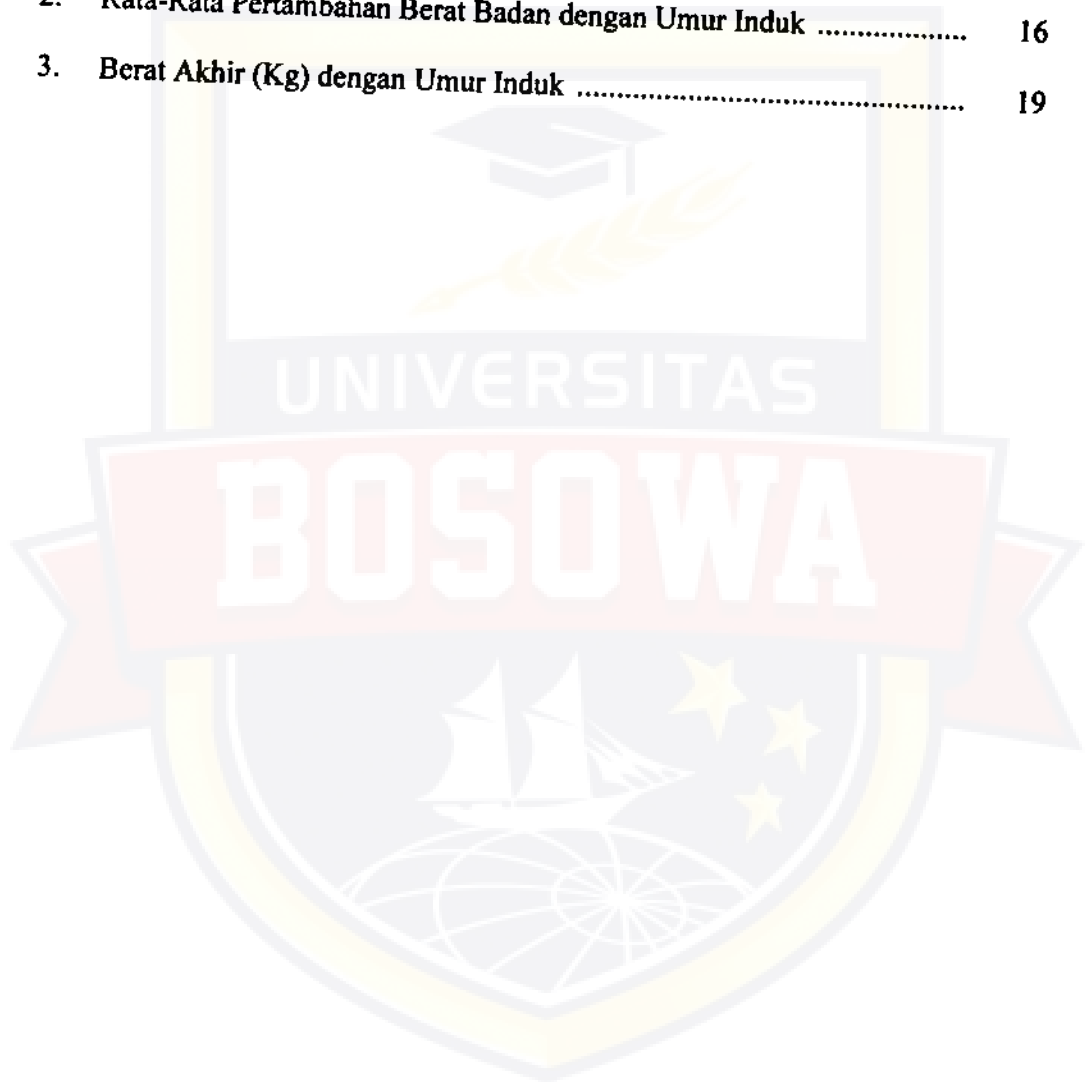 2. Rata-Rata Pertambahan Berat Badan dengan Umur Induk .................. 16
3. Berat Akhir (Kg) dengan Umur Induk ............................................... 19
UNIVERSITAS
BOSOWA